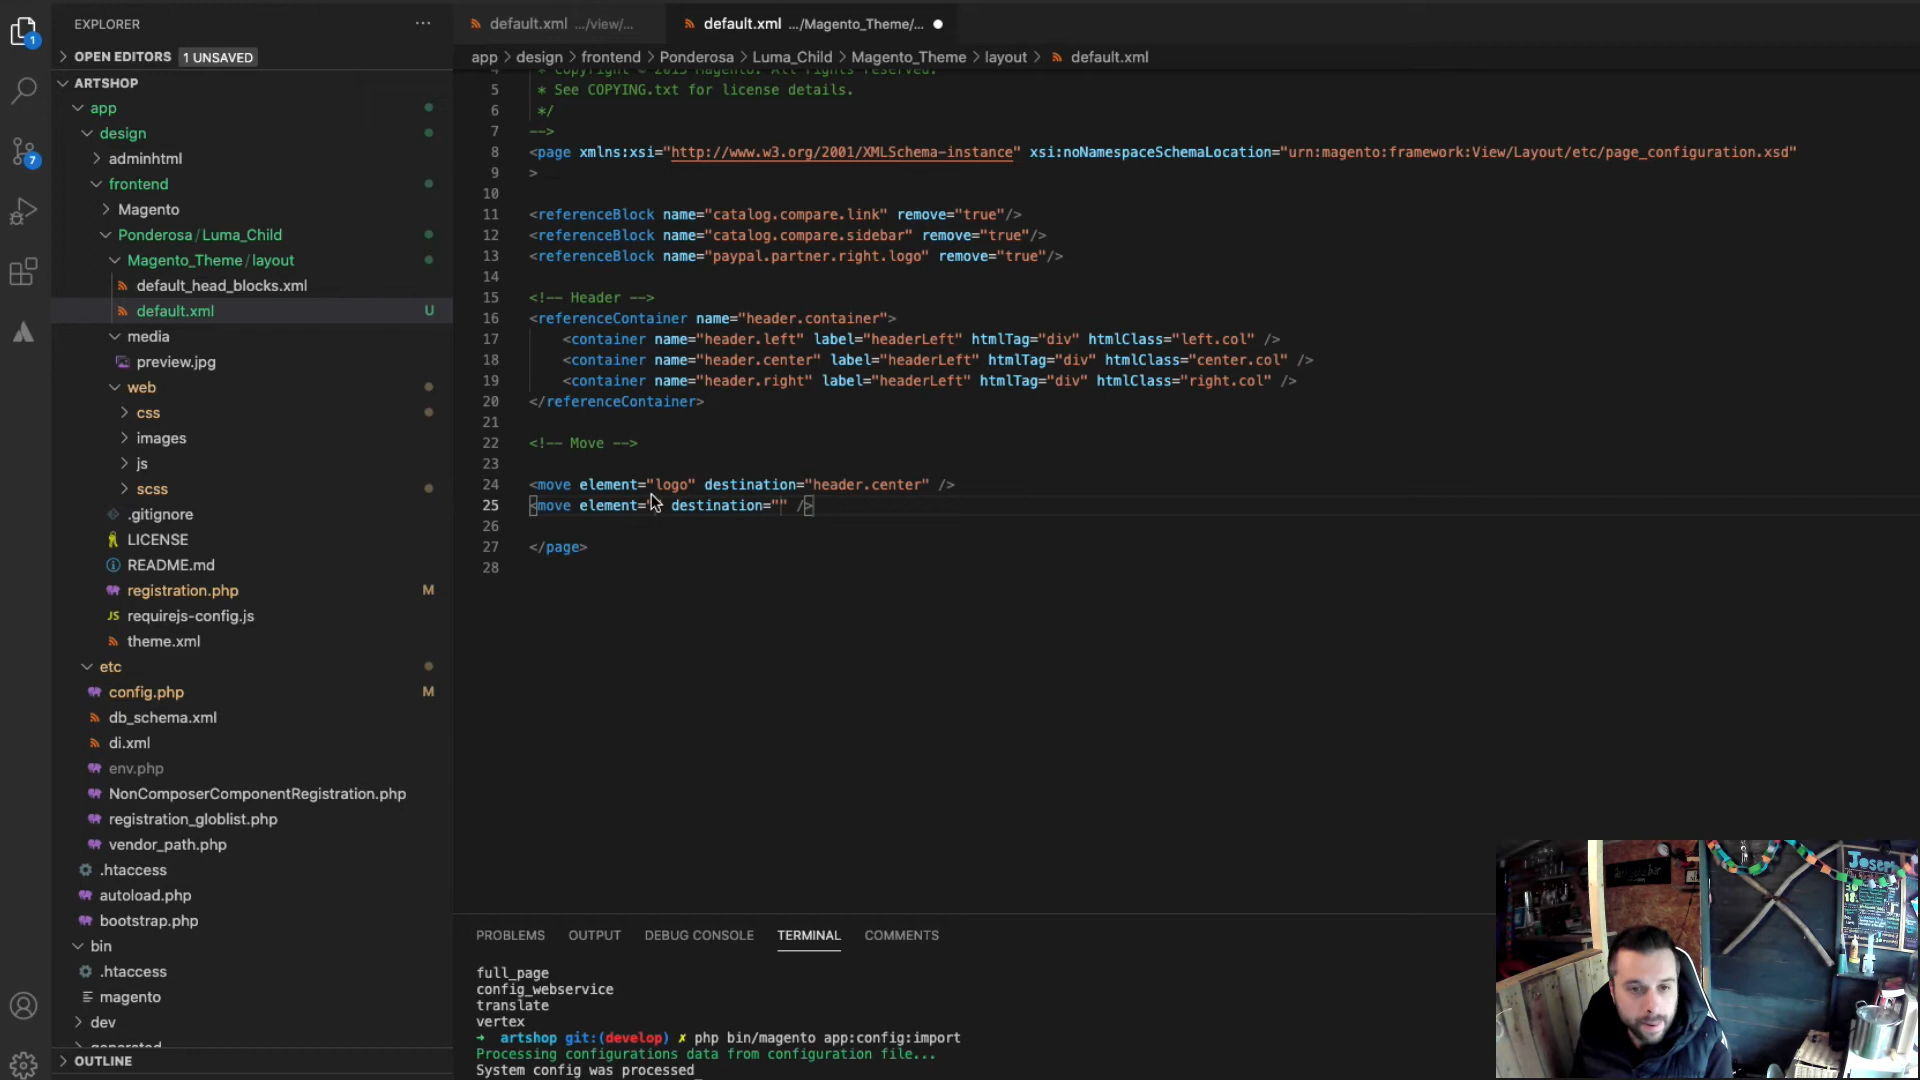 EXPLORER
OPEN EDITORS 1 UNSAVED
ARTSHOP
app
design
adminhtml
frontend
Magento
Ponderosa / Luma_Child
Magento_Theme / layout
default_head_blocks.xml
default.xml U
media
preview.jpg
web
css
images
js
scss
.gitignore
LICENSE
README.md
registration.php M
requirejs-config.js
theme.xml
etc
config.php M
db_schema.xml
di.xml
env.php
NonComposerComponentRegistration.php
registration_globlist.php
vendor_path.php
.htaccess
autoload.php
bootstrap.php
bin
.htaccess
magento
dev
generated
OUTLINE
1
7
default.xml .../view/...
default.xml .../Magento_Theme/...
app > design > frontend > Ponderosa > Luma_Child > Magento_Theme > layout > default.xml
4 * Copyright © 2015 Magento. All rights reserved.
5 * See COPYING.txt for license details.
6 */
7 -->
8 <page xmlns:xsi="http://www.w3.org/2001/XMLSchema-instance" xsi:noNamespaceSchemaLocation="urn:magento:framework:View/Layout/etc/page_configuration.xsd"
9 >
10
11 <referenceBlock name="catalog.compare.link" remove="true"/>
12 <referenceBlock name="catalog.compare.sidebar" remove="true"/>
13 <referenceBlock name="paypal.partner.right.logo" remove="true"/>
14
15 <!-- Header -->
16 <referenceContainer name="header.container">
17 <container name="header.left" label="headerLeft" htmlTag="div" htmlClass="left.col" />
18 <container name="header.center" label="headerLeft" htmlTag="div" htmlClass="center.col" />
19 <container name="header.right" label="headerLeft" htmlTag="div" htmlClass="right.col" />
20 </referenceContainer>
21
22 <!-- Move -->
23
24 <move element="logo" destination="header.center" />
25 <move element=" destination="" />
26
27 </page>
28
PROBLEMS OUTPUT DEBUG CONSOLE TERMINAL COMMENTS
full_page
config_webservice
translate
vertex
➜ artshop git:(develop) ✗ php bin/magento app:config:import
Processing configurations data from configuration file...
System config was processed
Joseph